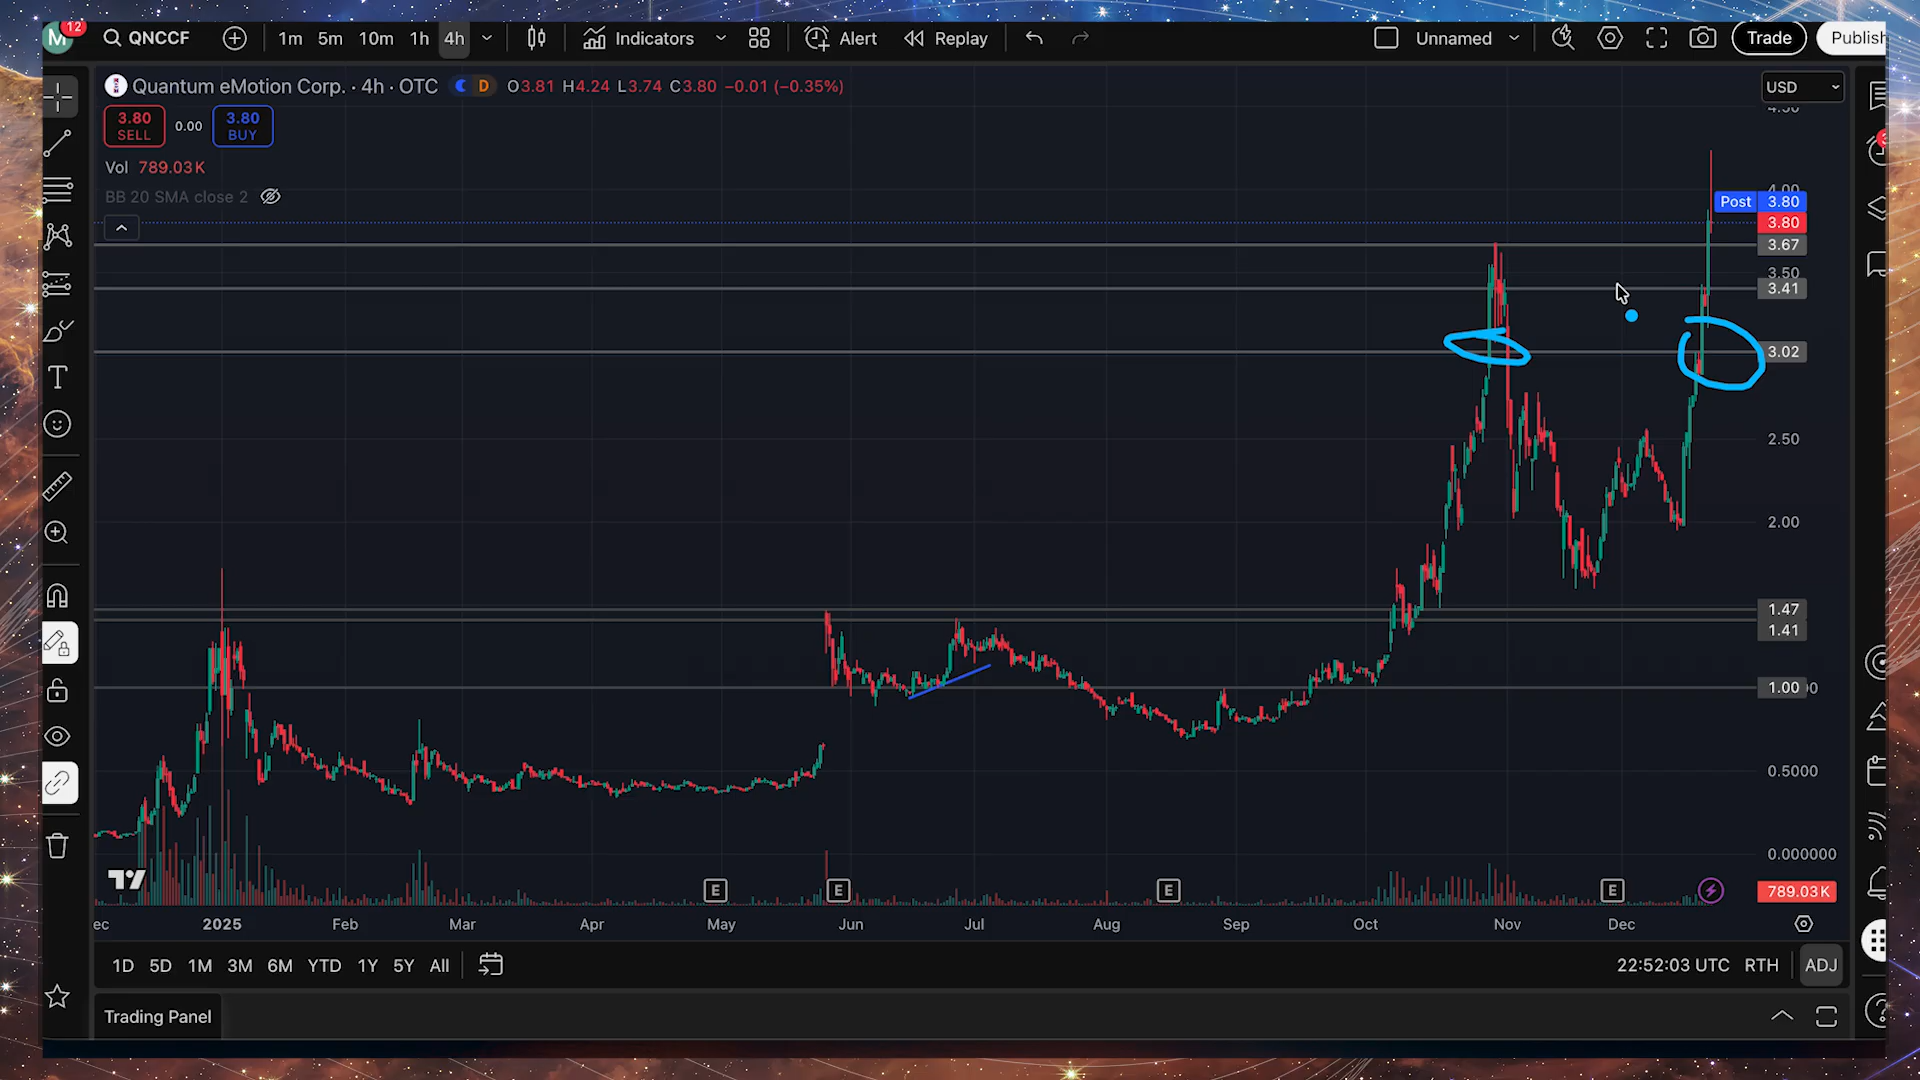 M 12 QNCCF 1m 5m 10m 1h 4h Indicators Alert Replay Unnamed Trade Publish
Quantum eMotion Corp. · 4h · OTC D O3.81 H4.24 L3.74 C3.80 −0.01 (−0.35%) USD
3.80 0.00 3.80
SELL BUY
Vol 789.03K
BB 20 SMA close 2
4.00
Post 3.80
3.80
3.67
3.50
3.41
3.02
2.50
2.00
1.47
1.41
1.00
0.5000
0.000000
E E E E 789.03K
ec 2025 Feb Mar Apr May Jun Jul Aug Sep Oct Nov Dec
1D 5D 1M 3M 6M YTD 1Y 5Y All 22:52:03 UTC RTH ADJ
Trading Panel